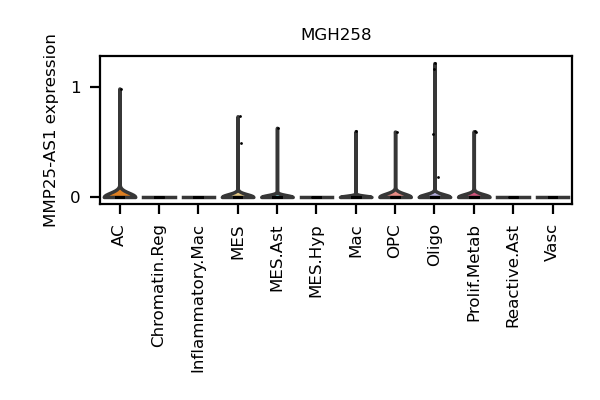 MGH258
MMP25-AS1 expression
1
0
AC
Chromatin.Reg
Inflammatory.Mac
MES
MES.Ast
MES.Hyp
Mac
OPC
Oligo
Prolif.Metab
Reactive.Ast
Vasc